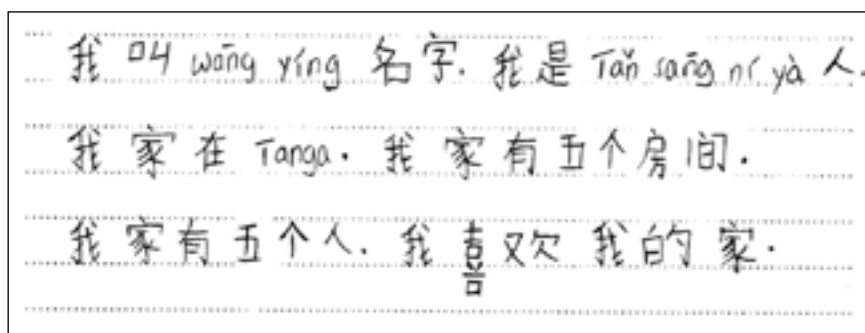 我 叫 wāng yíng 名字. 我是 Tǎn sāng ní yà 人.
我 家 在 Tanga. 我 家 有 五个房间.
我 家 有 五 个 人. 我 喜欢 我 的 家.